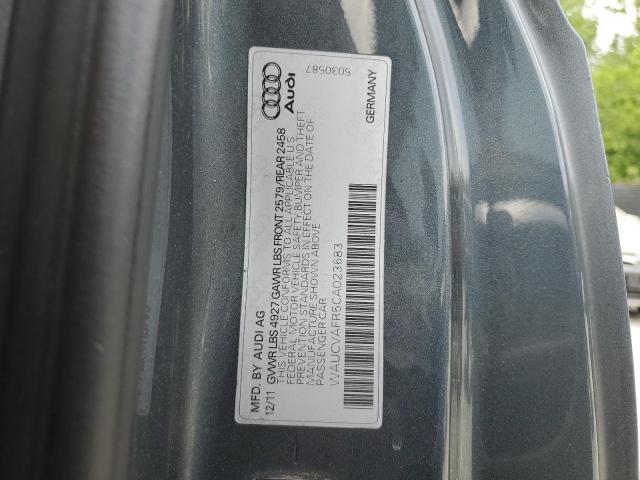 MFD. BY AUDI AG
12/11 GVWR LBS 4927 GAWR LBS FRONT 2579/REAR 2458
THIS VEHICLE CONFORMS TO ALL APPLICABLE U.S
FEDERAL MOTOR VEHICLE SAFETY, BUMPER AND THEFT
PREVENTION STANDARDS IN EFFECT ON THE DATE OF
MANUFACTURE SHOWN ABOVE
PASSENGER CAR
WAUCVAFR5CA023683
Audi
5030587
GERMANY